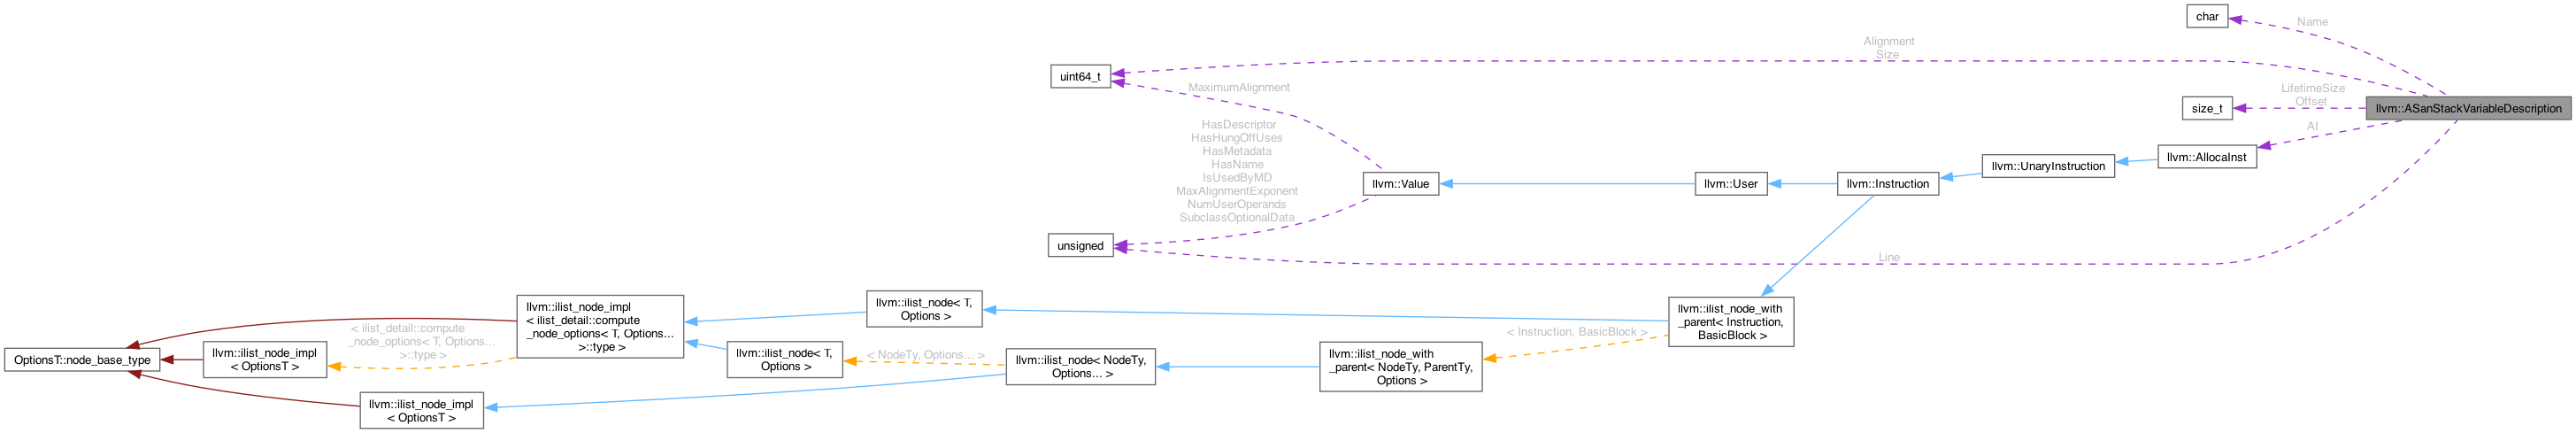 char
Name
Alignment
Size
uint64_t
MaximumAlignment
LifetimeSize
Offset
size_t
llvm::ASanStackVariableDescription
AI
HasDescriptor
HasHungOffUses
HasMetadata
HasName
IsUsedByMD
MaxAlignmentExponent
NumUserOperands
SubclassOptionalData
llvm::AllocaInst
llvm::UnaryInstruction
llvm::Value
llvm::User
llvm::Instruction
unsigned
Line
llvm::ilist_node_impl
< ilist_detail::compute
_node_options< T, Options...
>::type >
llvm::ilist_node< T,
Options >
llvm::ilist_node_with
_parent< Instruction,
BasicBlock >
< ilist_detail::compute
_node_options< T, Options...
>::type >
< Instruction, BasicBlock >
OptionsT::node_base_type
llvm::ilist_node_impl
< OptionsT >
llvm::ilist_node< T,
Options >
< NodeTy, Options... >
llvm::ilist_node< NodeTy,
Options... >
llvm::ilist_node_with
_parent< NodeTy, ParentTy,
Options >
llvm::ilist_node_impl
< OptionsT >